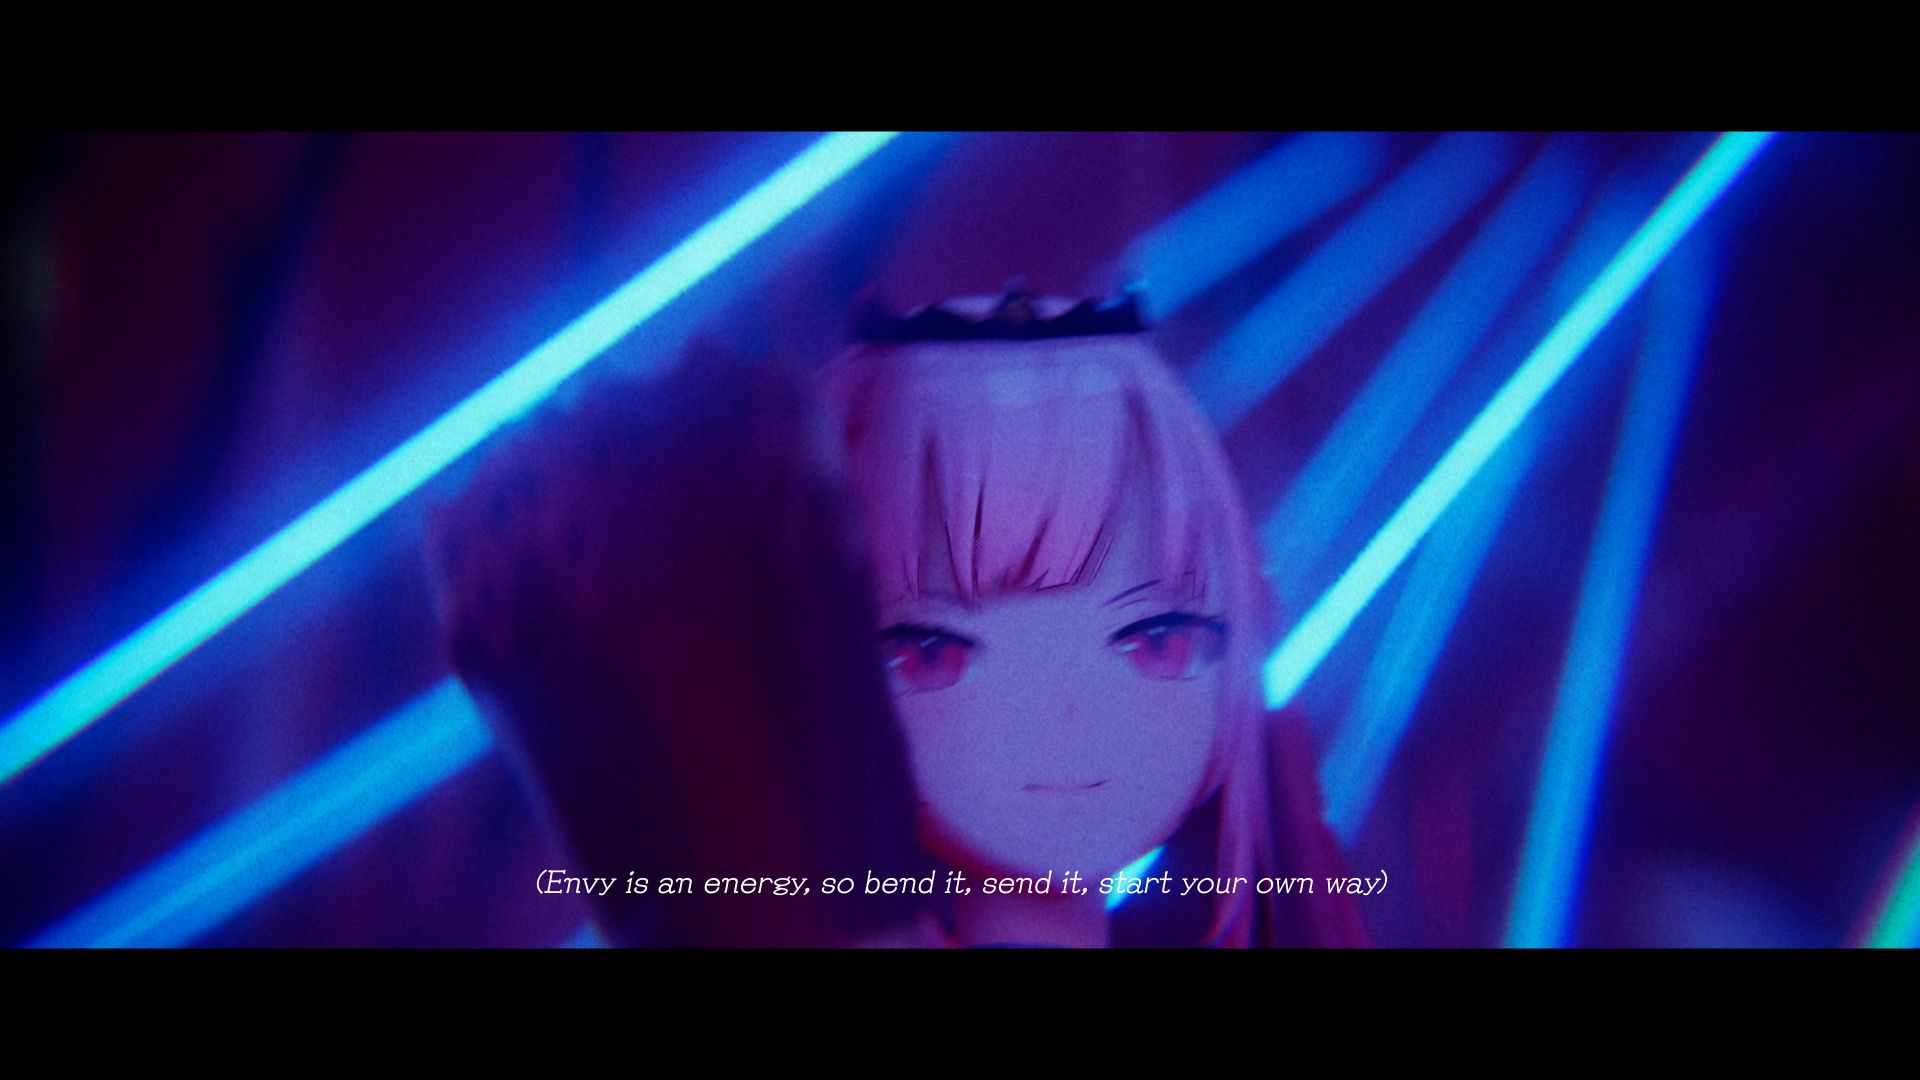 (Envy is an energy, so bend it, send it, start your own way)